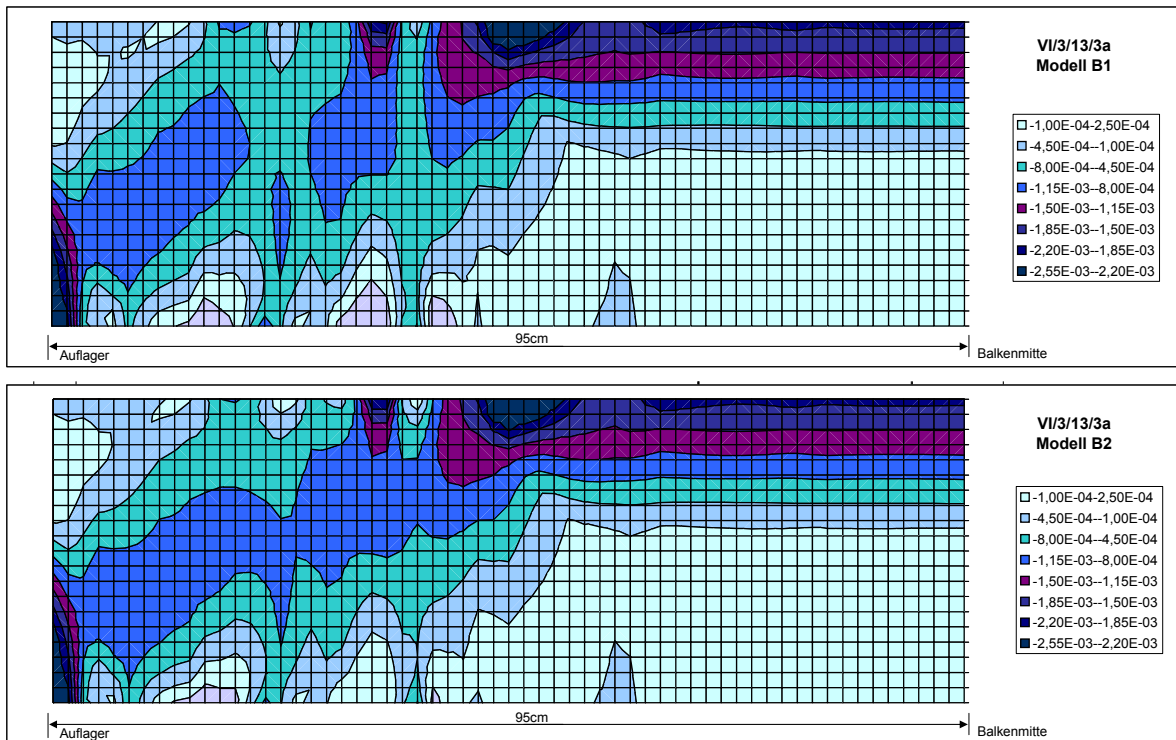 VI/3/13/3a
Modell B1
-1,00E-04-2,50E-04
-4,50E-04--1,00E-04
-8,00E-04--4,50E-04
-1,15E-03--8,00E-04
-1,50E-03--1,15E-03
-1,85E-03--1,50E-03
-2,20E-03--1,85E-03
-2,55E-03--2,20E-03
95cm
Auflager
Balkenmitte
VI/3/13/3a
Modell B2
-1,00E-04-2,50E-04
-4,50E-04--1,00E-04
-8,00E-04--4,50E-04
-1,15E-03--8,00E-04
-1,50E-03--1,15E-03
-1,85E-03--1,50E-03
-2,20E-03--1,85E-03
-2,55E-03--2,20E-03
95cm
Auflager
Balkenmitte